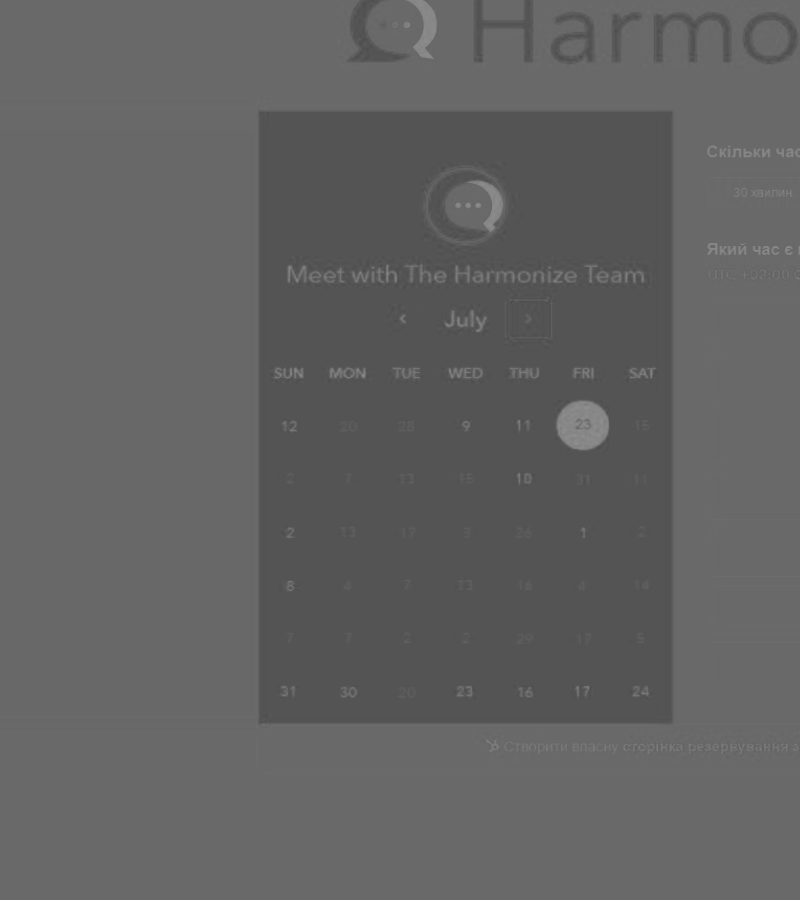 Harmo
Meet with The Harmonize Team
July
SUN MON TUE WED THU FRI SAT
12 20 9 11 23 15
2 7 13 15 10 31 11
2 13 17 3 26 1 2
8 4 7 13 16 4 14
7 7 2 2 29 17 8
31 30 20 23 16 17 24
Скільки час
30 хвилин
Який час є
UTC +03:00
Створити власну сторінка резервування з